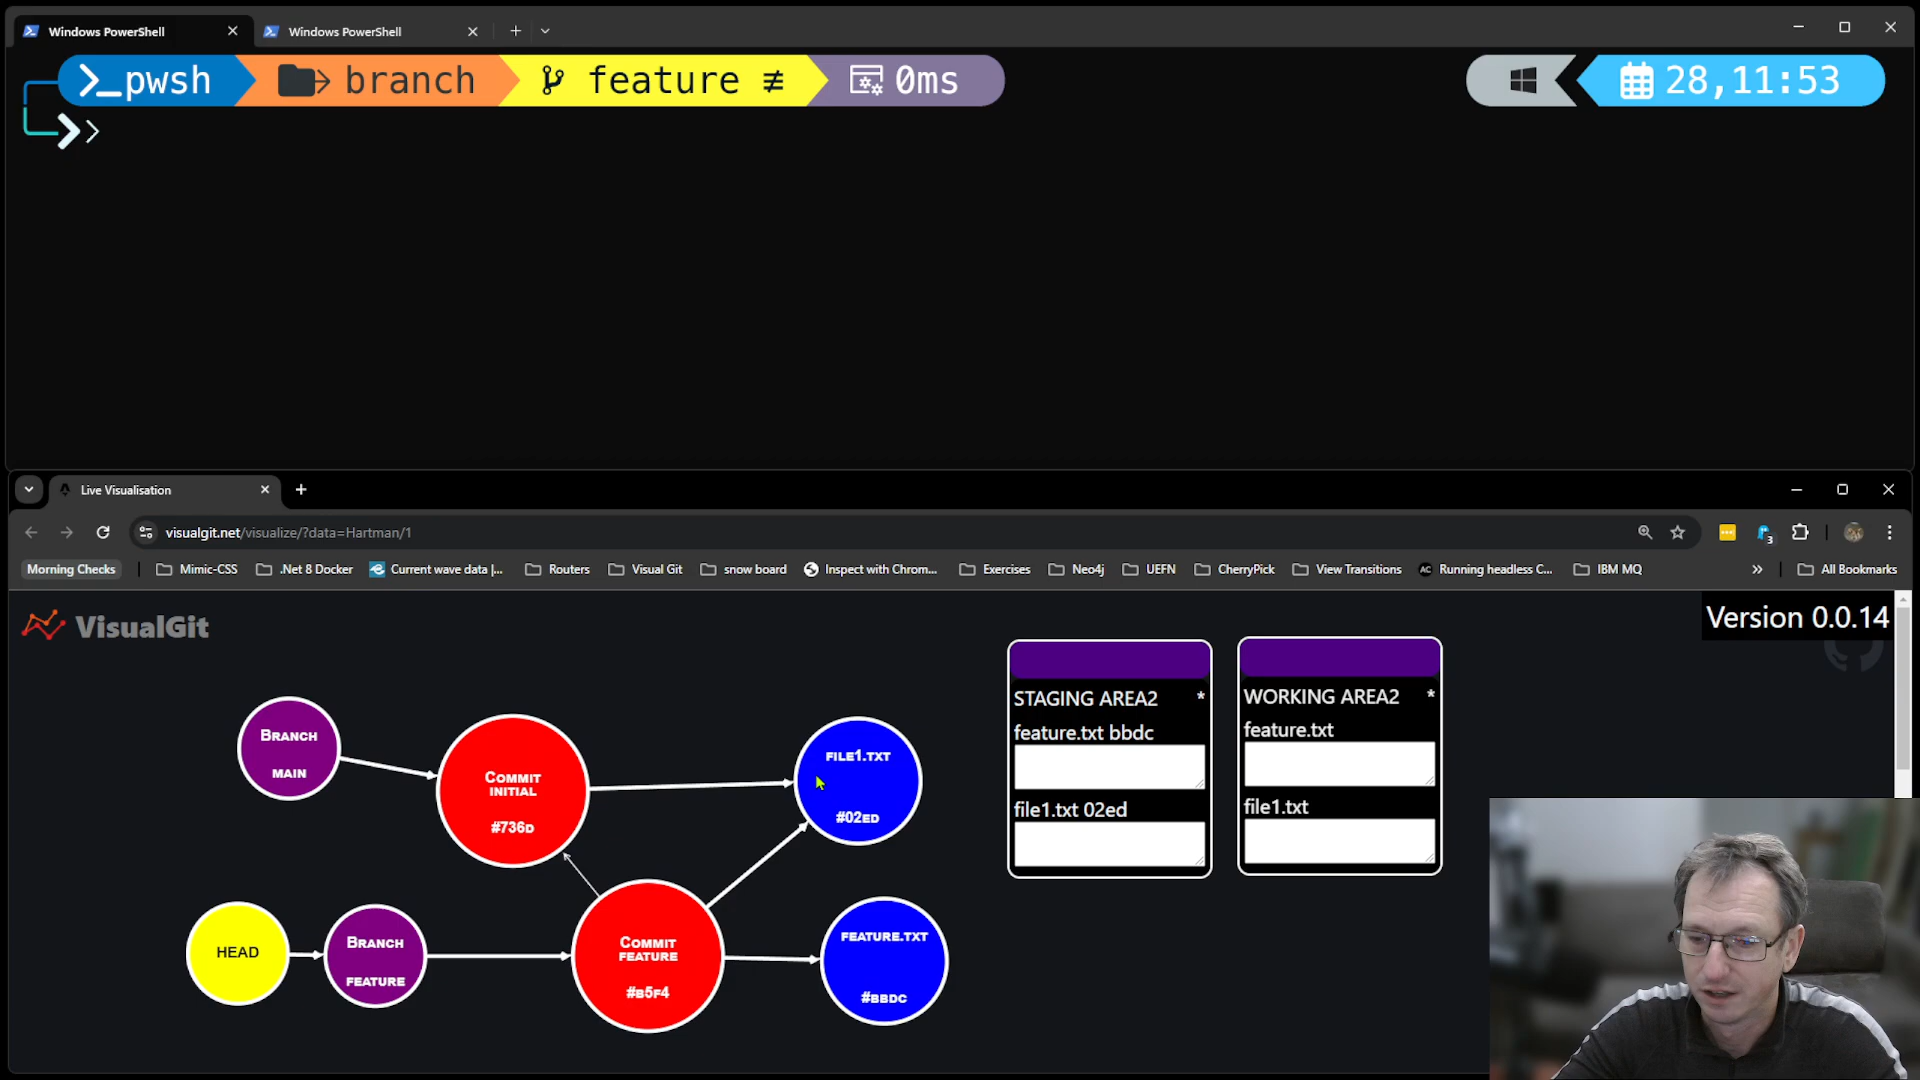 Windows PowerShell
Windows PowerShell
>_pwsh branch feature ≢ 0ms
28,11:53
Live Visualisation
visualgit.net/visualize/?data=Hartman/1
3
Morning Checks
Mimic-CSS
.Net 8 Docker
Current wave data |...
Routers
Visual Git
snow board
Inspect with Chrom...
Exercises
Neo4j
UEFN
CherryPick
View Transitions
AC Running headless C...
IBM MQ
»
All Bookmarks
VisualGit
Version 0.0.14
BRANCH
MAIN
COMMIT
INITIAL
#736D
FILE1.TXT
#02ED
HEAD
BRANCH
FEATURE
COMMIT
FEATURE
#B5F4
FEATURE.TXT
#BBDC
STAGING AREA2 *
feature.txt bbdc
file1.txt 02ed
WORKING AREA2 *
feature.txt
file1.txt